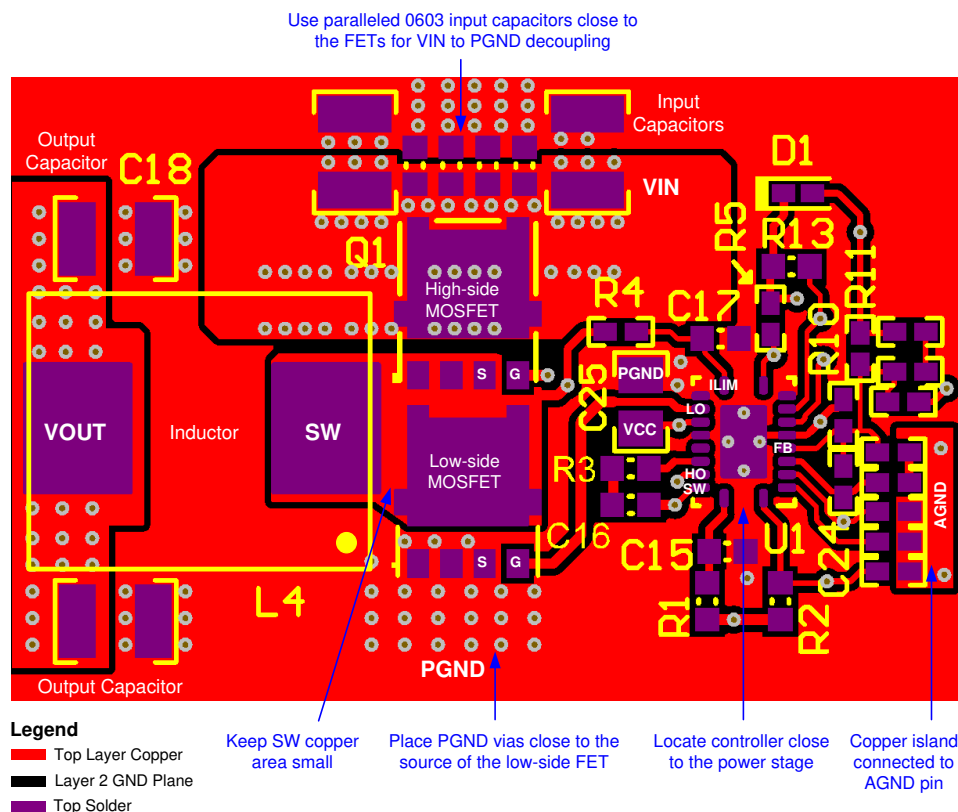 Use paralleled 0603 input capacitors close to
the FETs for VIN to PGND decoupling
Output
Capacitor
C18
Input
Capacitors
VIN
D1
R5
R13
Q1
High-side
MOSFET
R4
C17
R10
R11
S
G
C25
PGND
ILIM
LO
VCC
FB
HO
SW
R3
VOUT
Inductor
SW
Low-side
MOSFET
AGND
C16
S
G
C15
U1
C24
L4
R1
R2
PGND
Output Capacitor
Legend
Top Layer Copper
Layer 2 GND Plane
Top Solder
Keep SW copper
area small
Place PGND vias close to the
source of the low-side FET
Locate controller close
to the power stage
Copper island
connected to
AGND pin